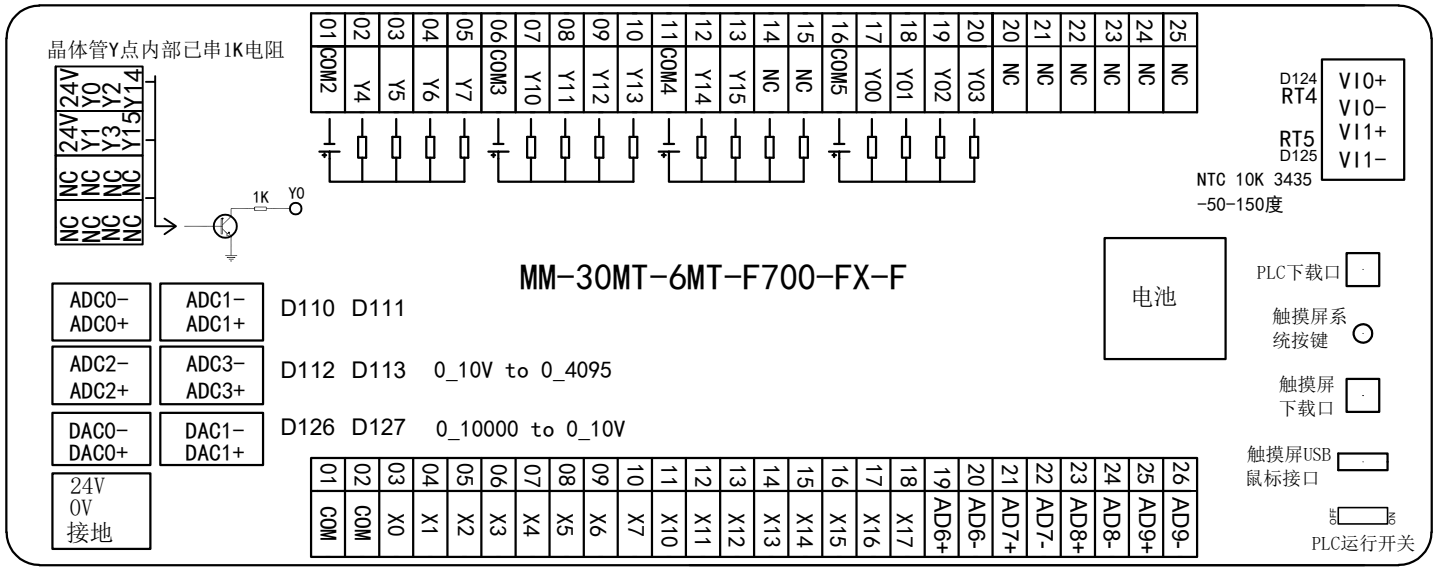 晶体管Y点内部已串1K电阻
24V 24V
Y1 Y0
Y3 Y2
Y15 Y14
NC NC
NC NC
NC NC
NC NC
1K Y0
01 02 03 04 05 06 07 08 09 10 11 12 13 14 15 16 17 18 19 20 20 21 22 23 24 25
COM2 Y4 Y5 Y6 Y7 COM3 Y10 Y11 Y12 Y13 COM4 Y14 Y15 NC NC COM5 Y00 Y01 Y02 Y03 NC NC NC NC NC NC
D124 VI0+
RT4 VI0-
RT5 VI1+
D125 VI1-
NTC 10K 3435
-50-150度
MM-30MT-6MT-F700-FX-F
电池
PLC下载口
触摸屏系
统按键
触摸屏
下载口
触摸屏USB
鼠标接口
OFF ON
PLC运行开关
ADC0- ADC1-
ADC0+ ADC1+
D110 D111
ADC2- ADC3-
ADC2+ ADC3+
D112 D113 0_10V to 0_4095
DAC0- DAC1-
DAC0+ DAC1+
D126 D127 0_10000 to 0_10V
24V
0V
接地
01 02 03 04 05 06 07 08 09 10 11 12 13 14 15 16 17 18 19 20 21 22 23 24 25 26
COM COM X0 X1 X2 X3 X4 X5 X6 X7 X10 X11 X12 X13 X14 X15 X16 X17 AD6+ AD6- AD7+ AD7- AD8+ AD8- AD9+ AD9-